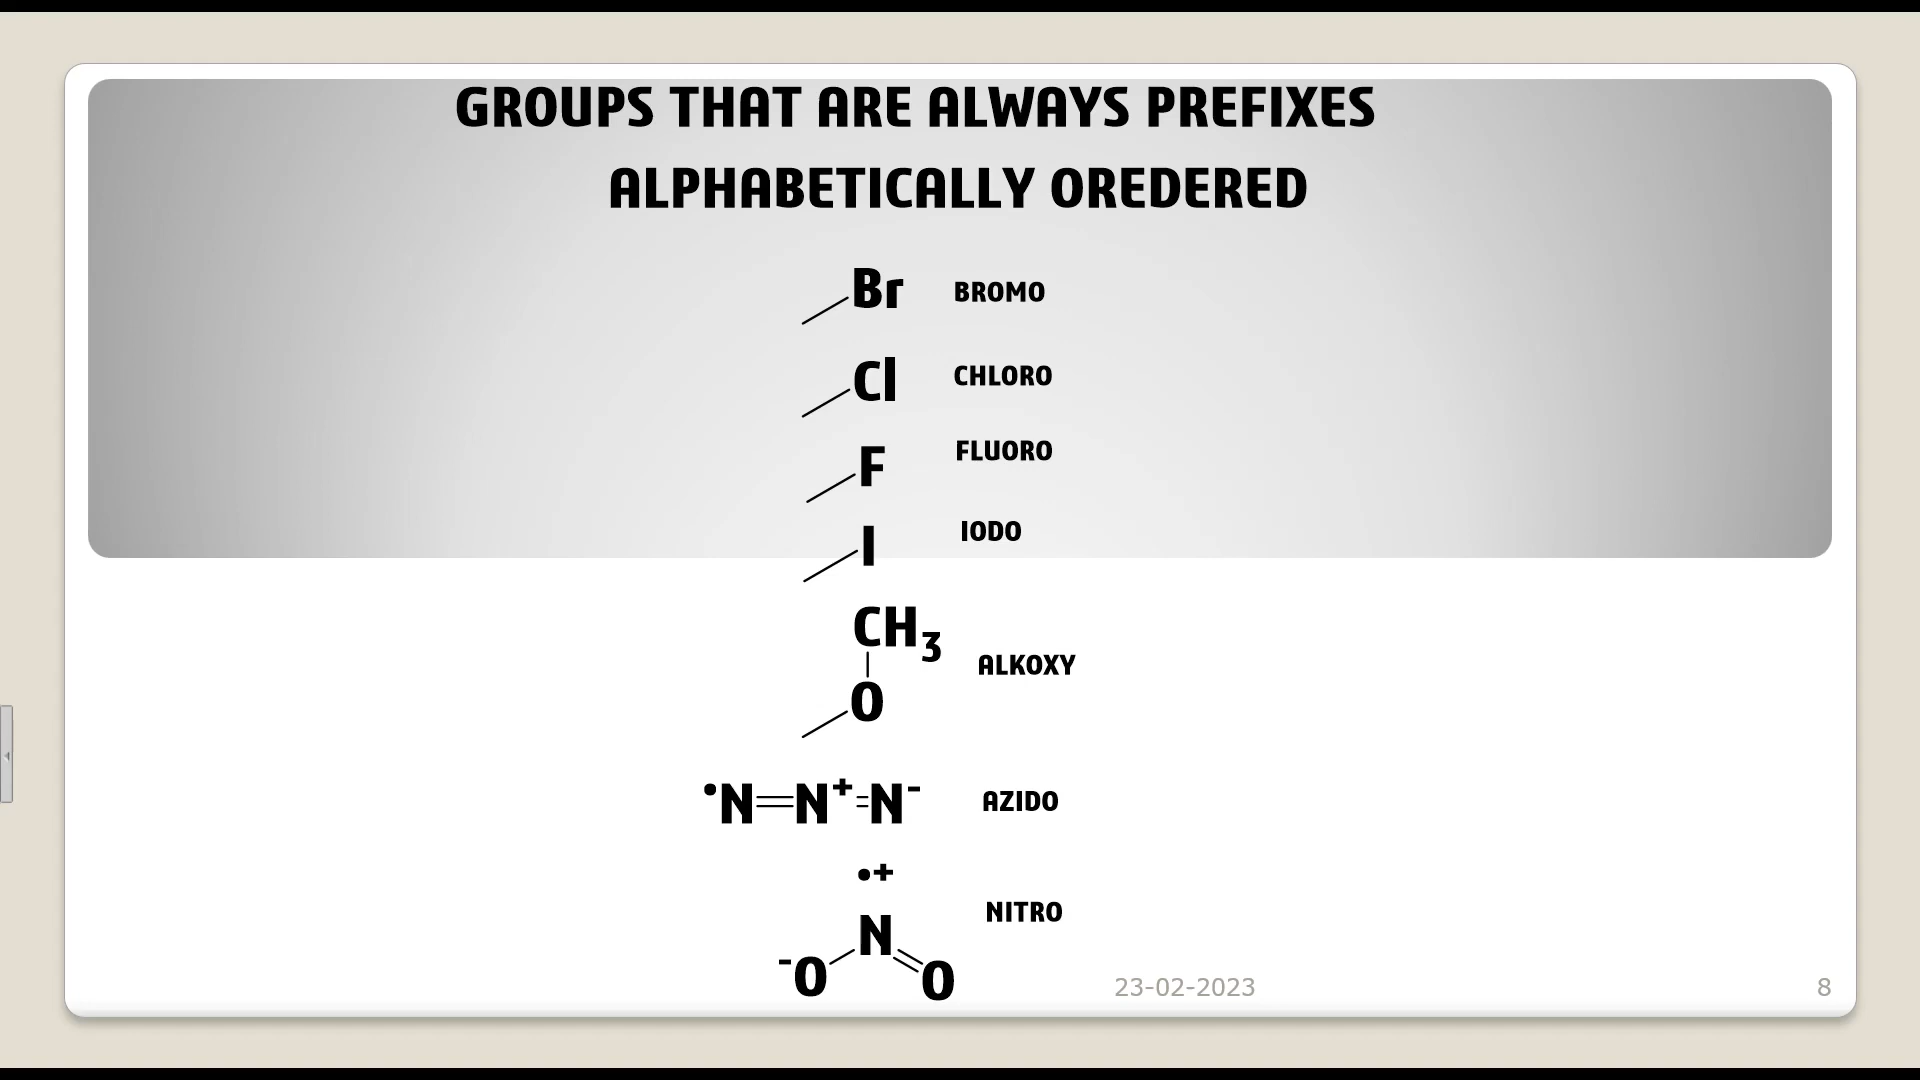 GROUPS THAT ARE ALWAYS PREFIXES
ALPHABETICALLY OREDERED
Br BROMO
Cl CHLORO
F FLUORO
I IODO
CH3
ALKOXY
O
•N=N+=N- AZIDO
•+
NITRO
N
-O O
23-02-2023 8